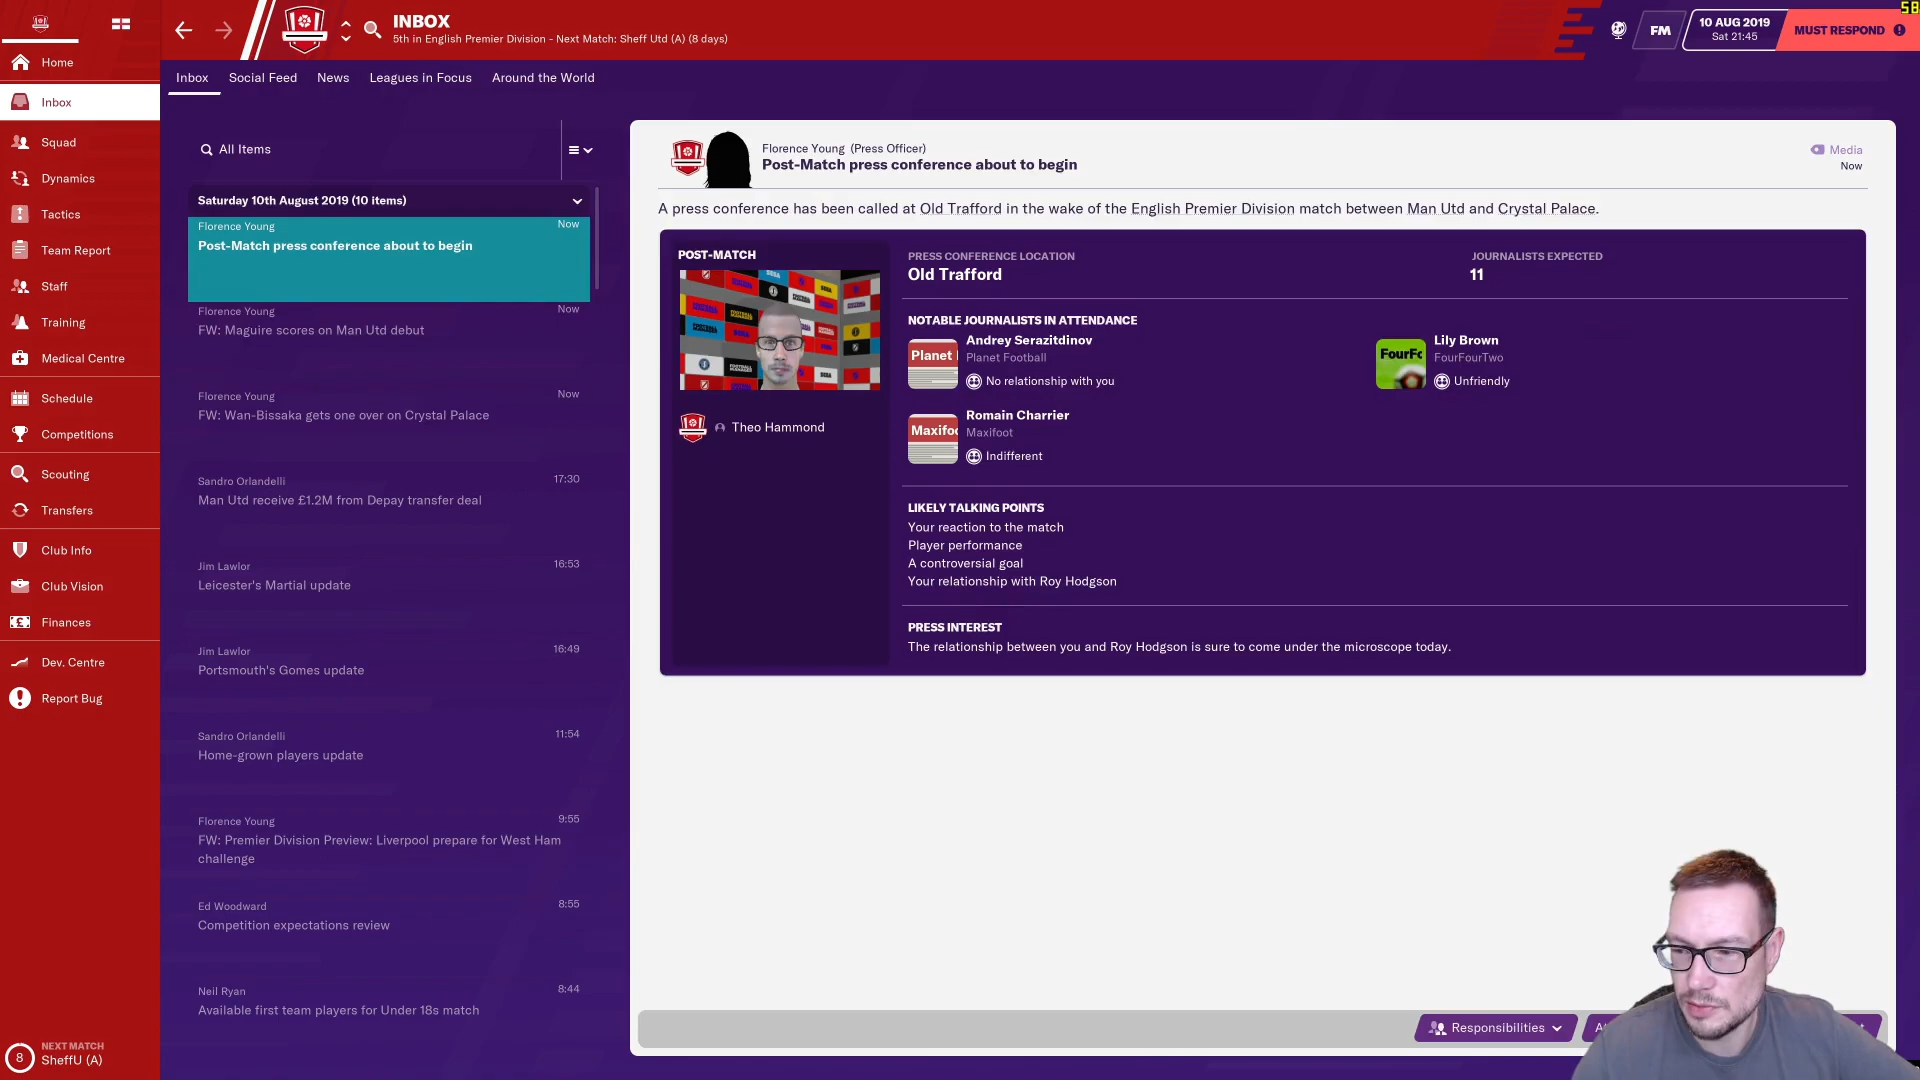 58
INBOX
5th in English Premier Division - Next Match: Sheff Utd (A) (8 days)
FM
10 AUG 2019
Sat 21:45
MUST RESPOND
Home
Inbox
Squad
Dynamics
Tactics
Team Report
Staff
Training
Medical Centre
Schedule
Competitions
Scouting
Transfers
Club Info
Club Vision
Finances
Dev. Centre
Report Bug
8
NEXT MATCH
SheffU (A)
Inbox Social Feed News Leagues in Focus Around the World
All Items
Saturday 10th August 2019 (10 items)
Florence Young Now
Post-Match press conference about to begin
Florence Young Now
FW: Maguire scores on Man Utd debut
Florence Young Now
FW: Wan-Bissaka gets one over on Crystal Palace
Sandro Orlandelli 17:30
Man Utd receive £1.2M from Depay transfer deal
Jim Lawlor 16:53
Leicester's Martial update
Jim Lawlor 16:49
Portsmouth's Gomes update
Sandro Orlandelli 11:54
Home-grown players update
Florence Young 9:55
FW: Premier Division Preview: Liverpool prepare for West Ham
challenge
Ed Woodward 8:55
Competition expectations review
Neil Ryan 8:44
Available first team players for Under 18s match
Florence Young (Press Officer)
Post-Match press conference about to begin
Media
Now
A press conference has been called at Old Trafford in the wake of the English Premier Division match between Man Utd and Crystal Palace.
POST-MATCH
Theo Hammond
PRESS CONFERENCE LOCATION
Old Trafford
JOURNALISTS EXPECTED
11
NOTABLE JOURNALISTS IN ATTENDANCE
Planet
Andrey Serazitdinov
Planet Football
No relationship with you
FourFo
Lily Brown
FourFourTwo
Unfriendly
Maxifoo
Romain Charrier
Maxifoot
Indifferent
LIKELY TALKING POINTS
Your reaction to the match
Player performance
A controversial goal
Your relationship with Roy Hodgson
PRESS INTEREST
The relationship between you and Roy Hodgson is sure to come under the microscope today.
Responsibilities